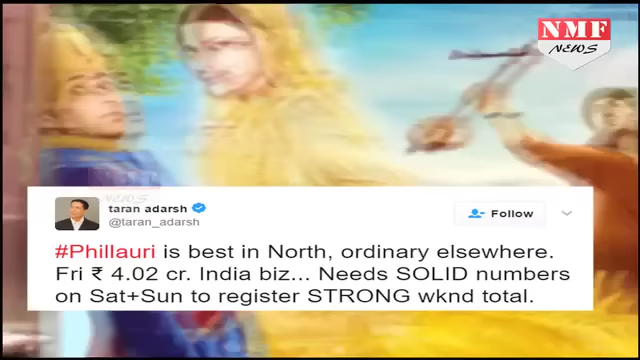 NMF
NEWS
NEWS
taran adarsh
@taran_adarsh
Follow
#Phillauri is best in North, ordinary elsewhere.
Fri ₹ 4.02 cr. India biz... Needs SOLID numbers
on Sat+Sun to register STRONG wknd total.